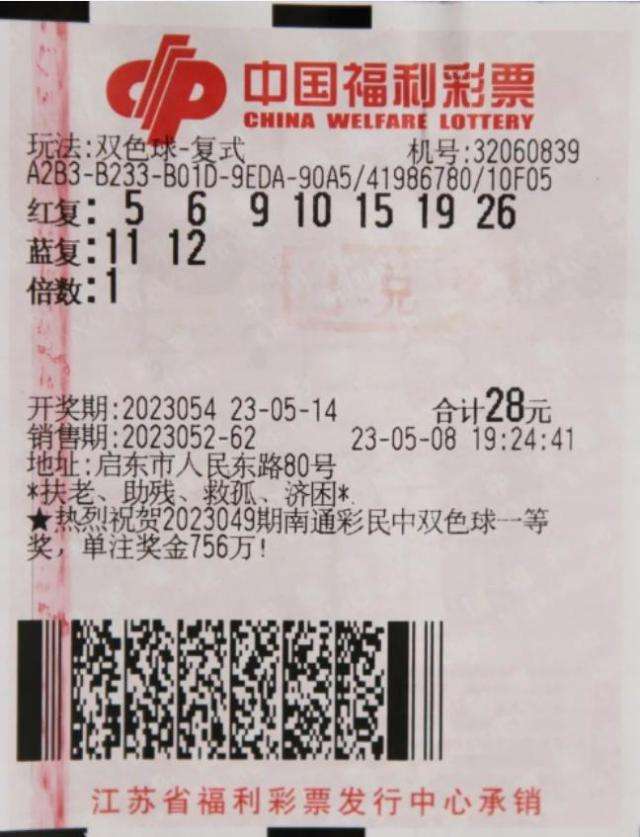 中国福利彩票
CHINA WELFARE LOTTERY
玩法:双色球-复式 机号:32060839
A2B3-B233-B01D-9EDA-90A5/41986780/10F05
红复: 5 6 9 10 15 19 26
蓝复:11 12
倍数:1
兑
开奖期:2023054 23-05-14 合计28元
销售期:2023052-62 23-05-08 19:24:41
地址:启东市人民东路80号
*扶老、助残、救孤、济困*
★热烈祝贺2023049期南通彩民中双色球一等
奖，单注奖金756万!
江苏省福利彩票发行中心承销